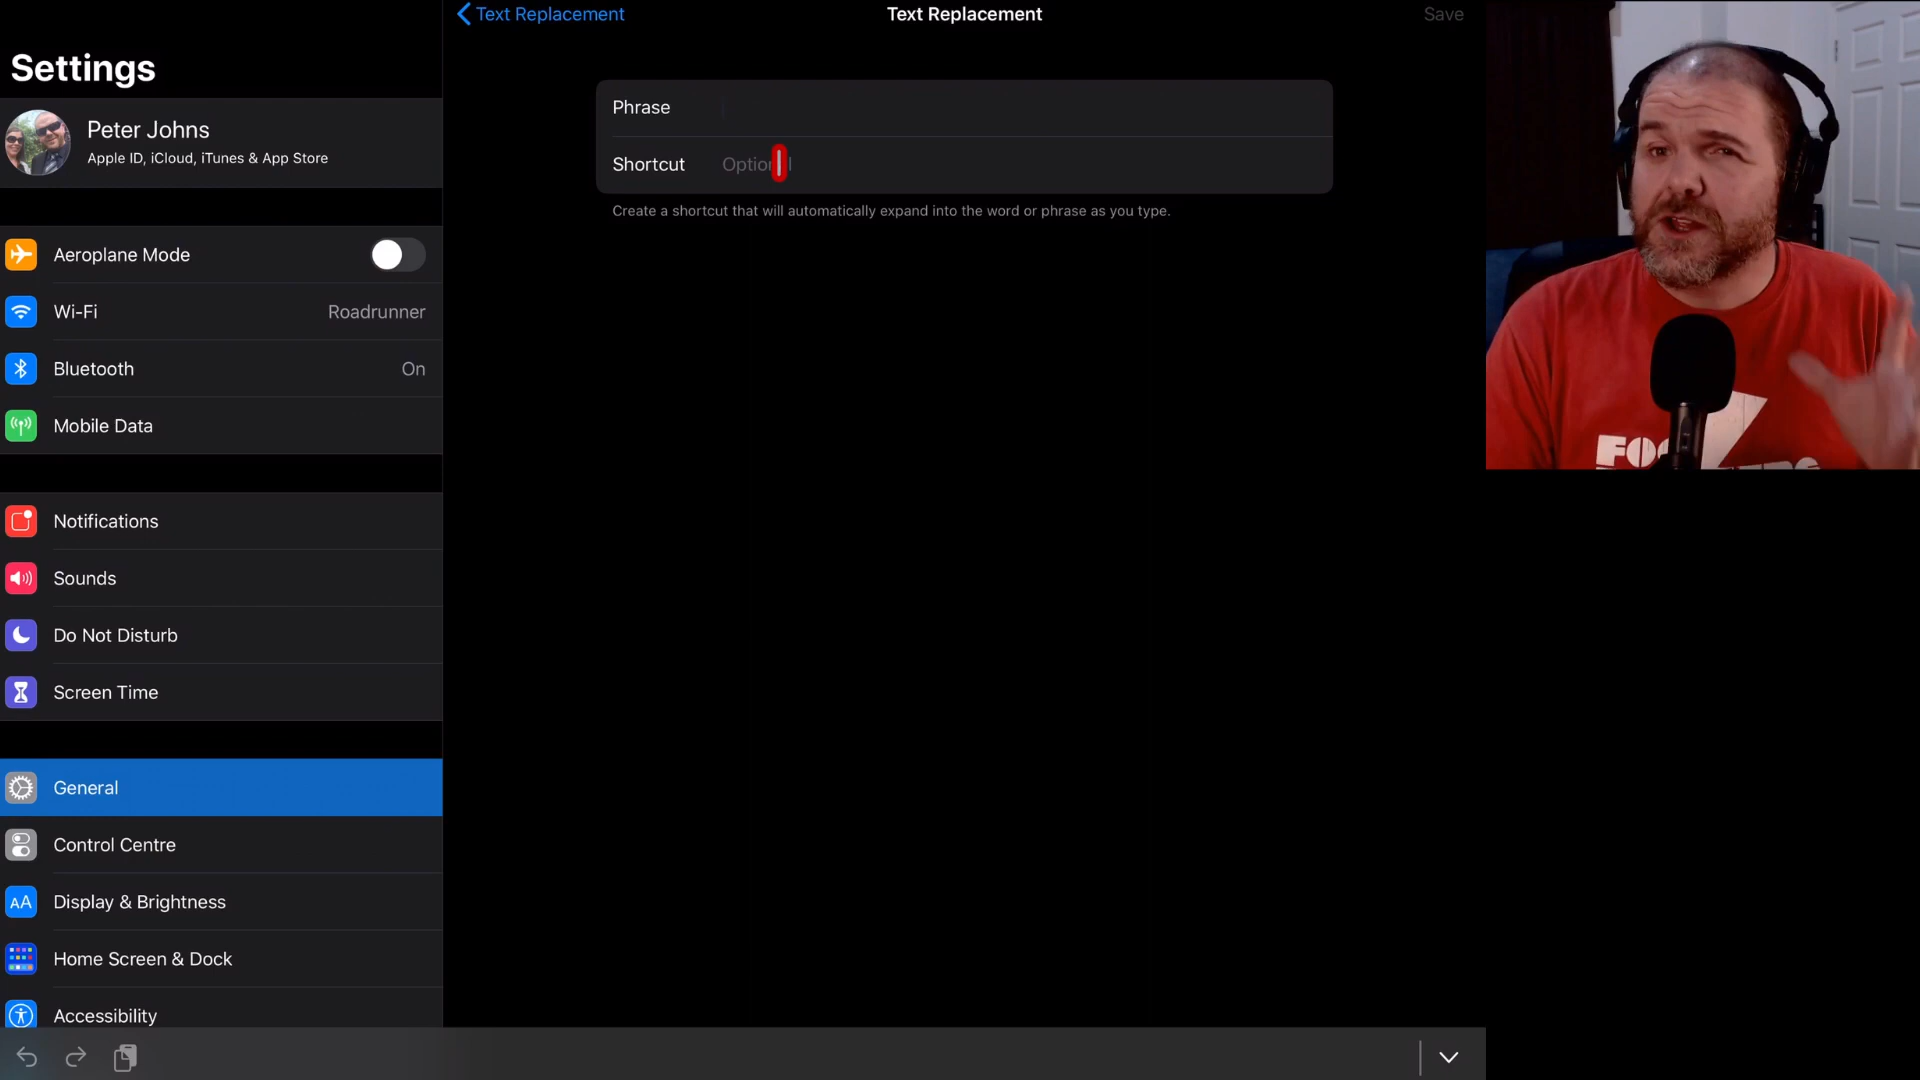 Text Replacement
Text Replacement
Save
Settings
Phrase
Shortcut
Peter Johns
Apple ID, iCloud, iTunes & App Store
Create a shortcut that will automatically expand into the word or phrase as you type.
Aeroplane Mode
Wi-Fi
Roadrunner
Bluetooth
On
Mobile Data
Notifications
Sounds
Do Not Disturb
Screen Time
General
Control Centre
AA
Display & Brightness
Home Screen & Dock
Accessibility